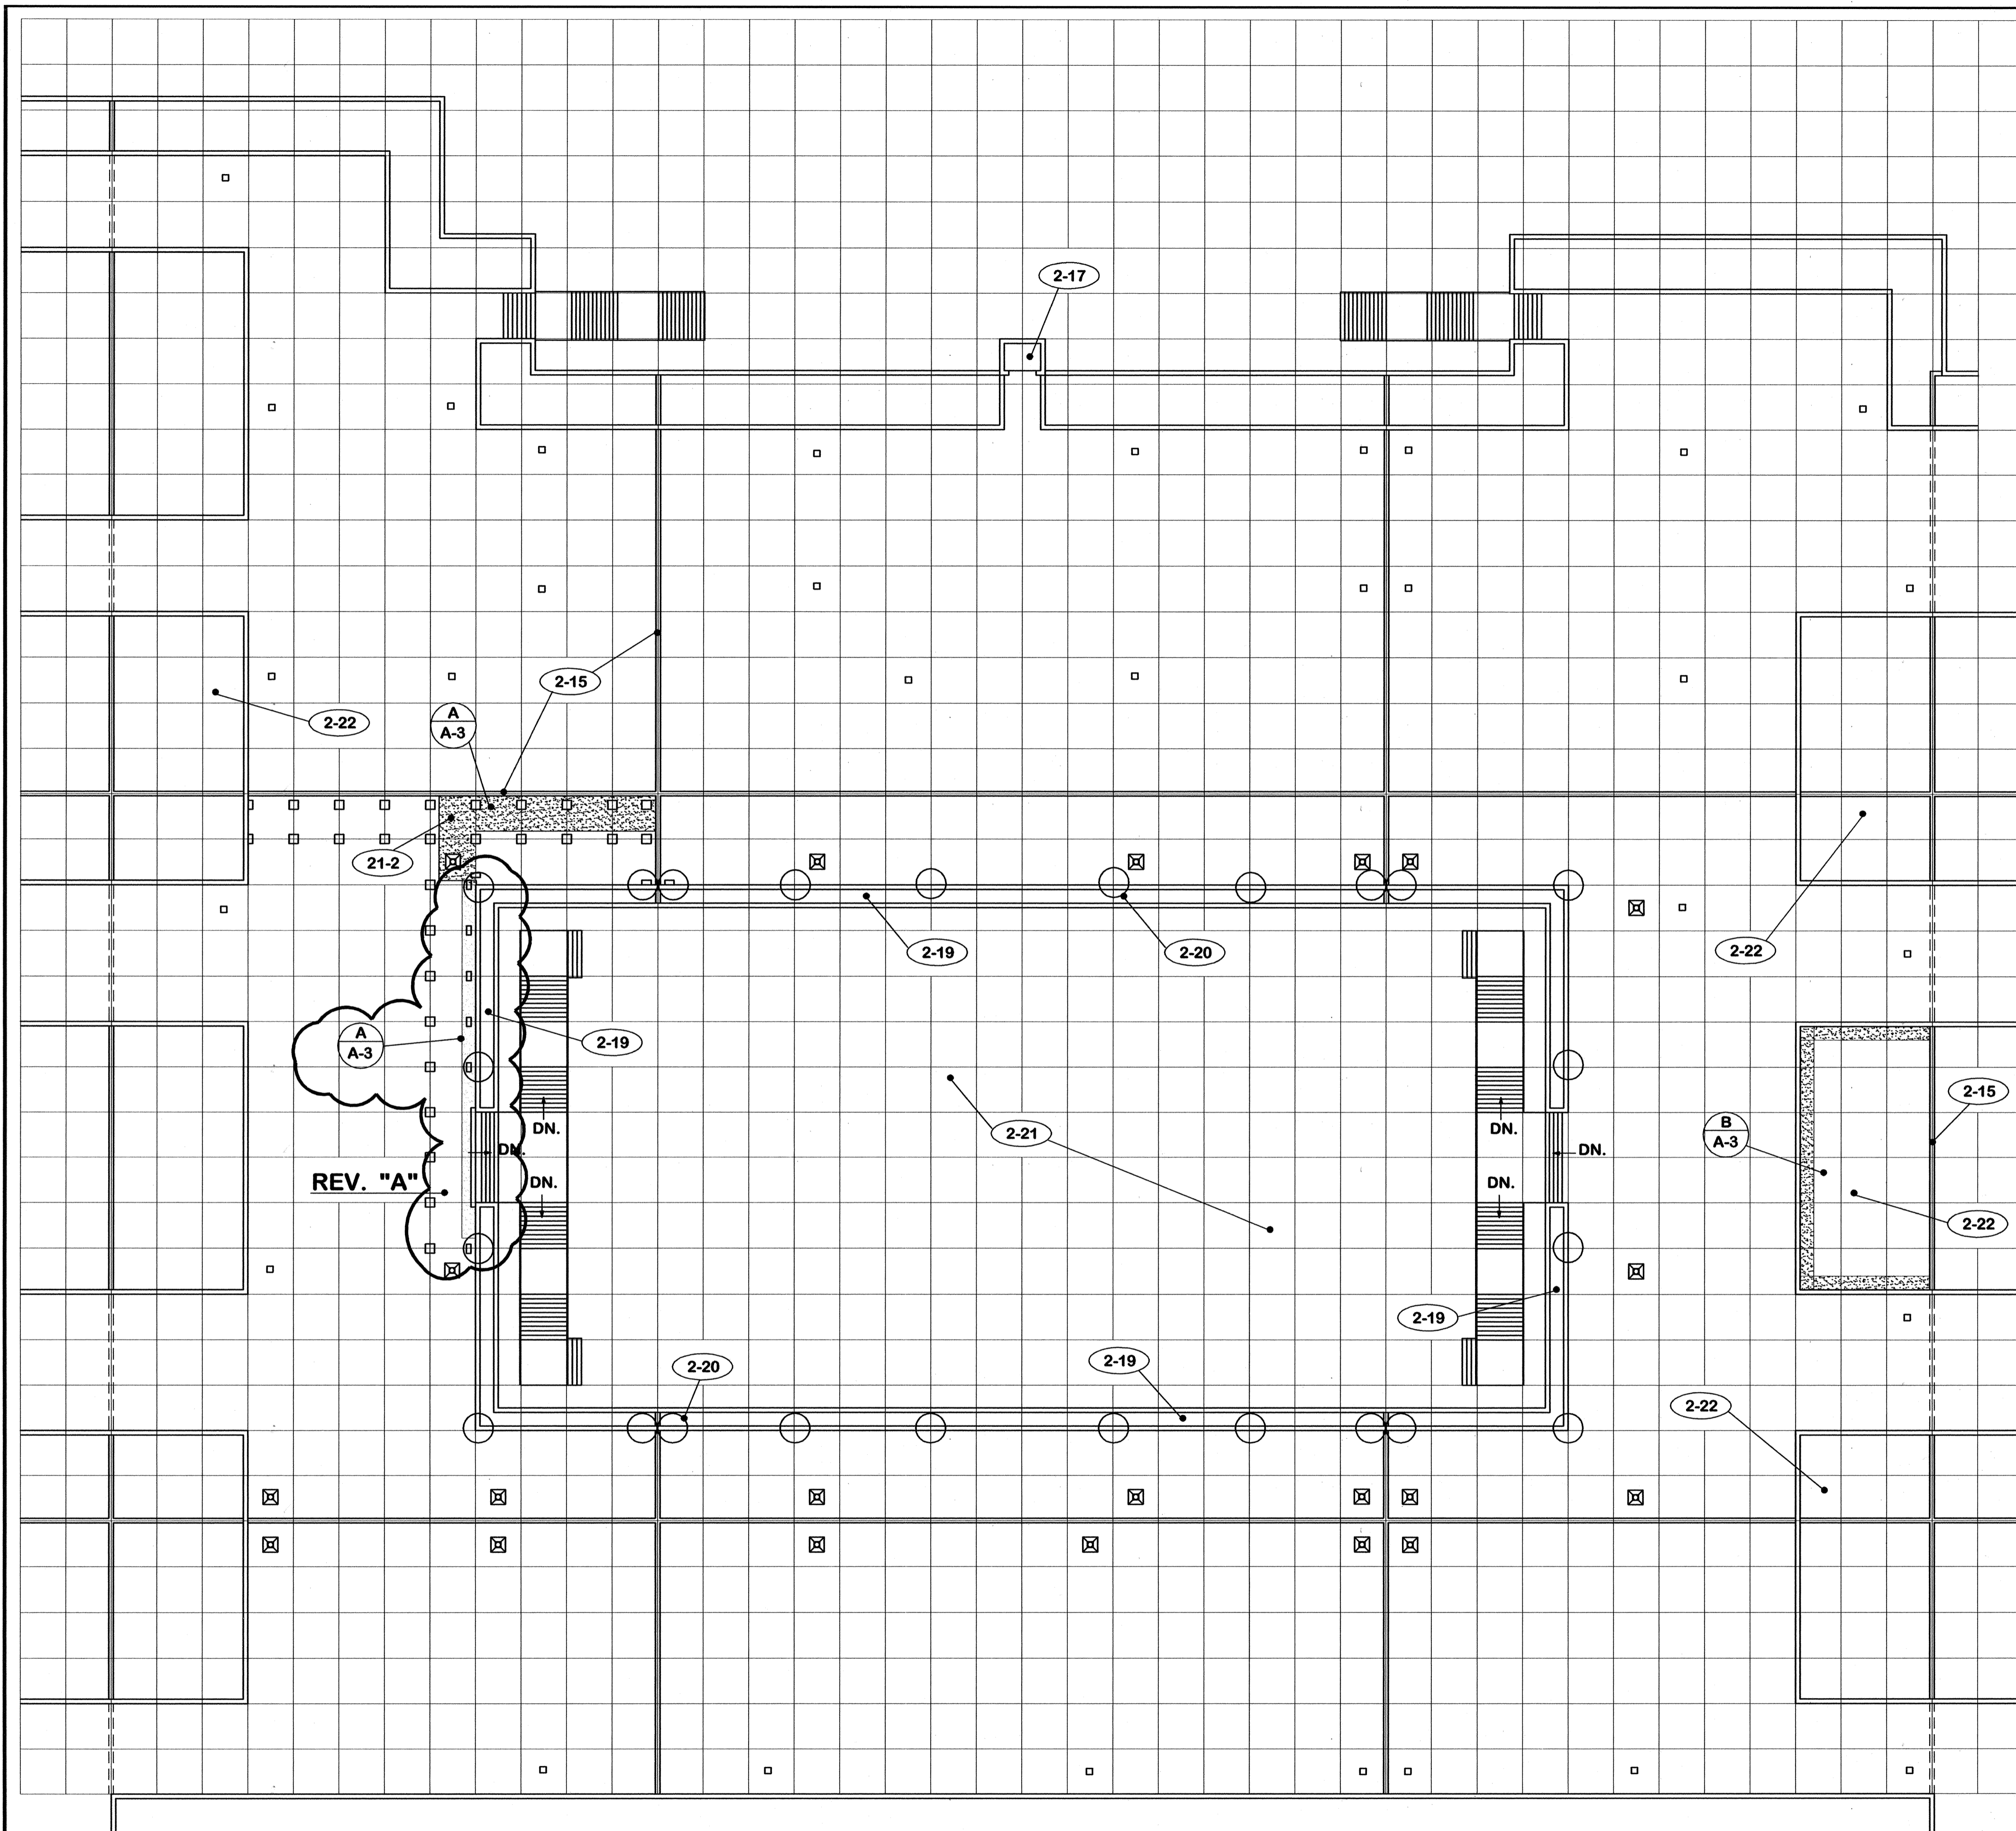 2-17
2-15
2-22
A
A-3
21-2
2-19
2-20
2-22
A
A-3
2-19
2-15
2-21
DN.
DN.
B
A-3
DN.
DN.
REV. "A"
DN.
DN.
2-22
2-19
2-19
2-20
2-22